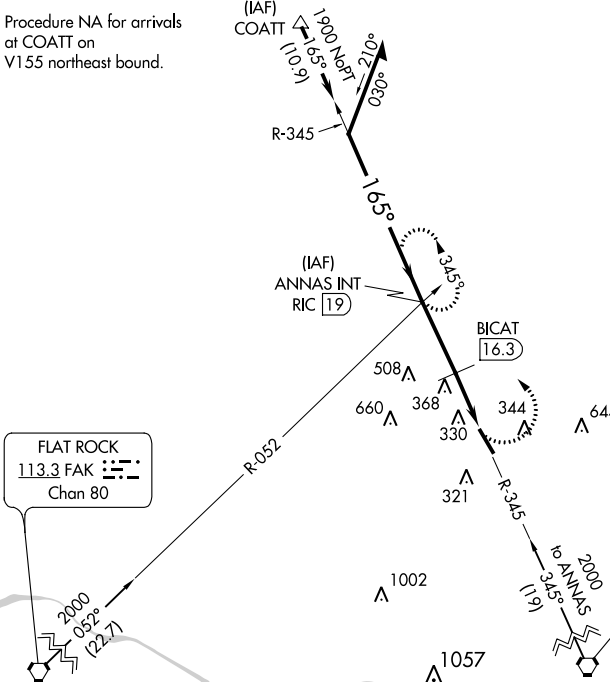 Procedure NA for arrivals
at COATT on
V155 northeast bound.
(IAF)
COATT
1900 NoPT
165°
(10.9)
210°
030°
R-345
165°
(IAF)
ANNAS INT
RIC 19
345°
BICAT
16.3
508
368
660
330
344
321
R-052
R-345
FLAT ROCK
113.3 FAK
Chan 80
2000
052°
(22.7)
2000
to ANNAS
345°
(19)
1002
1057